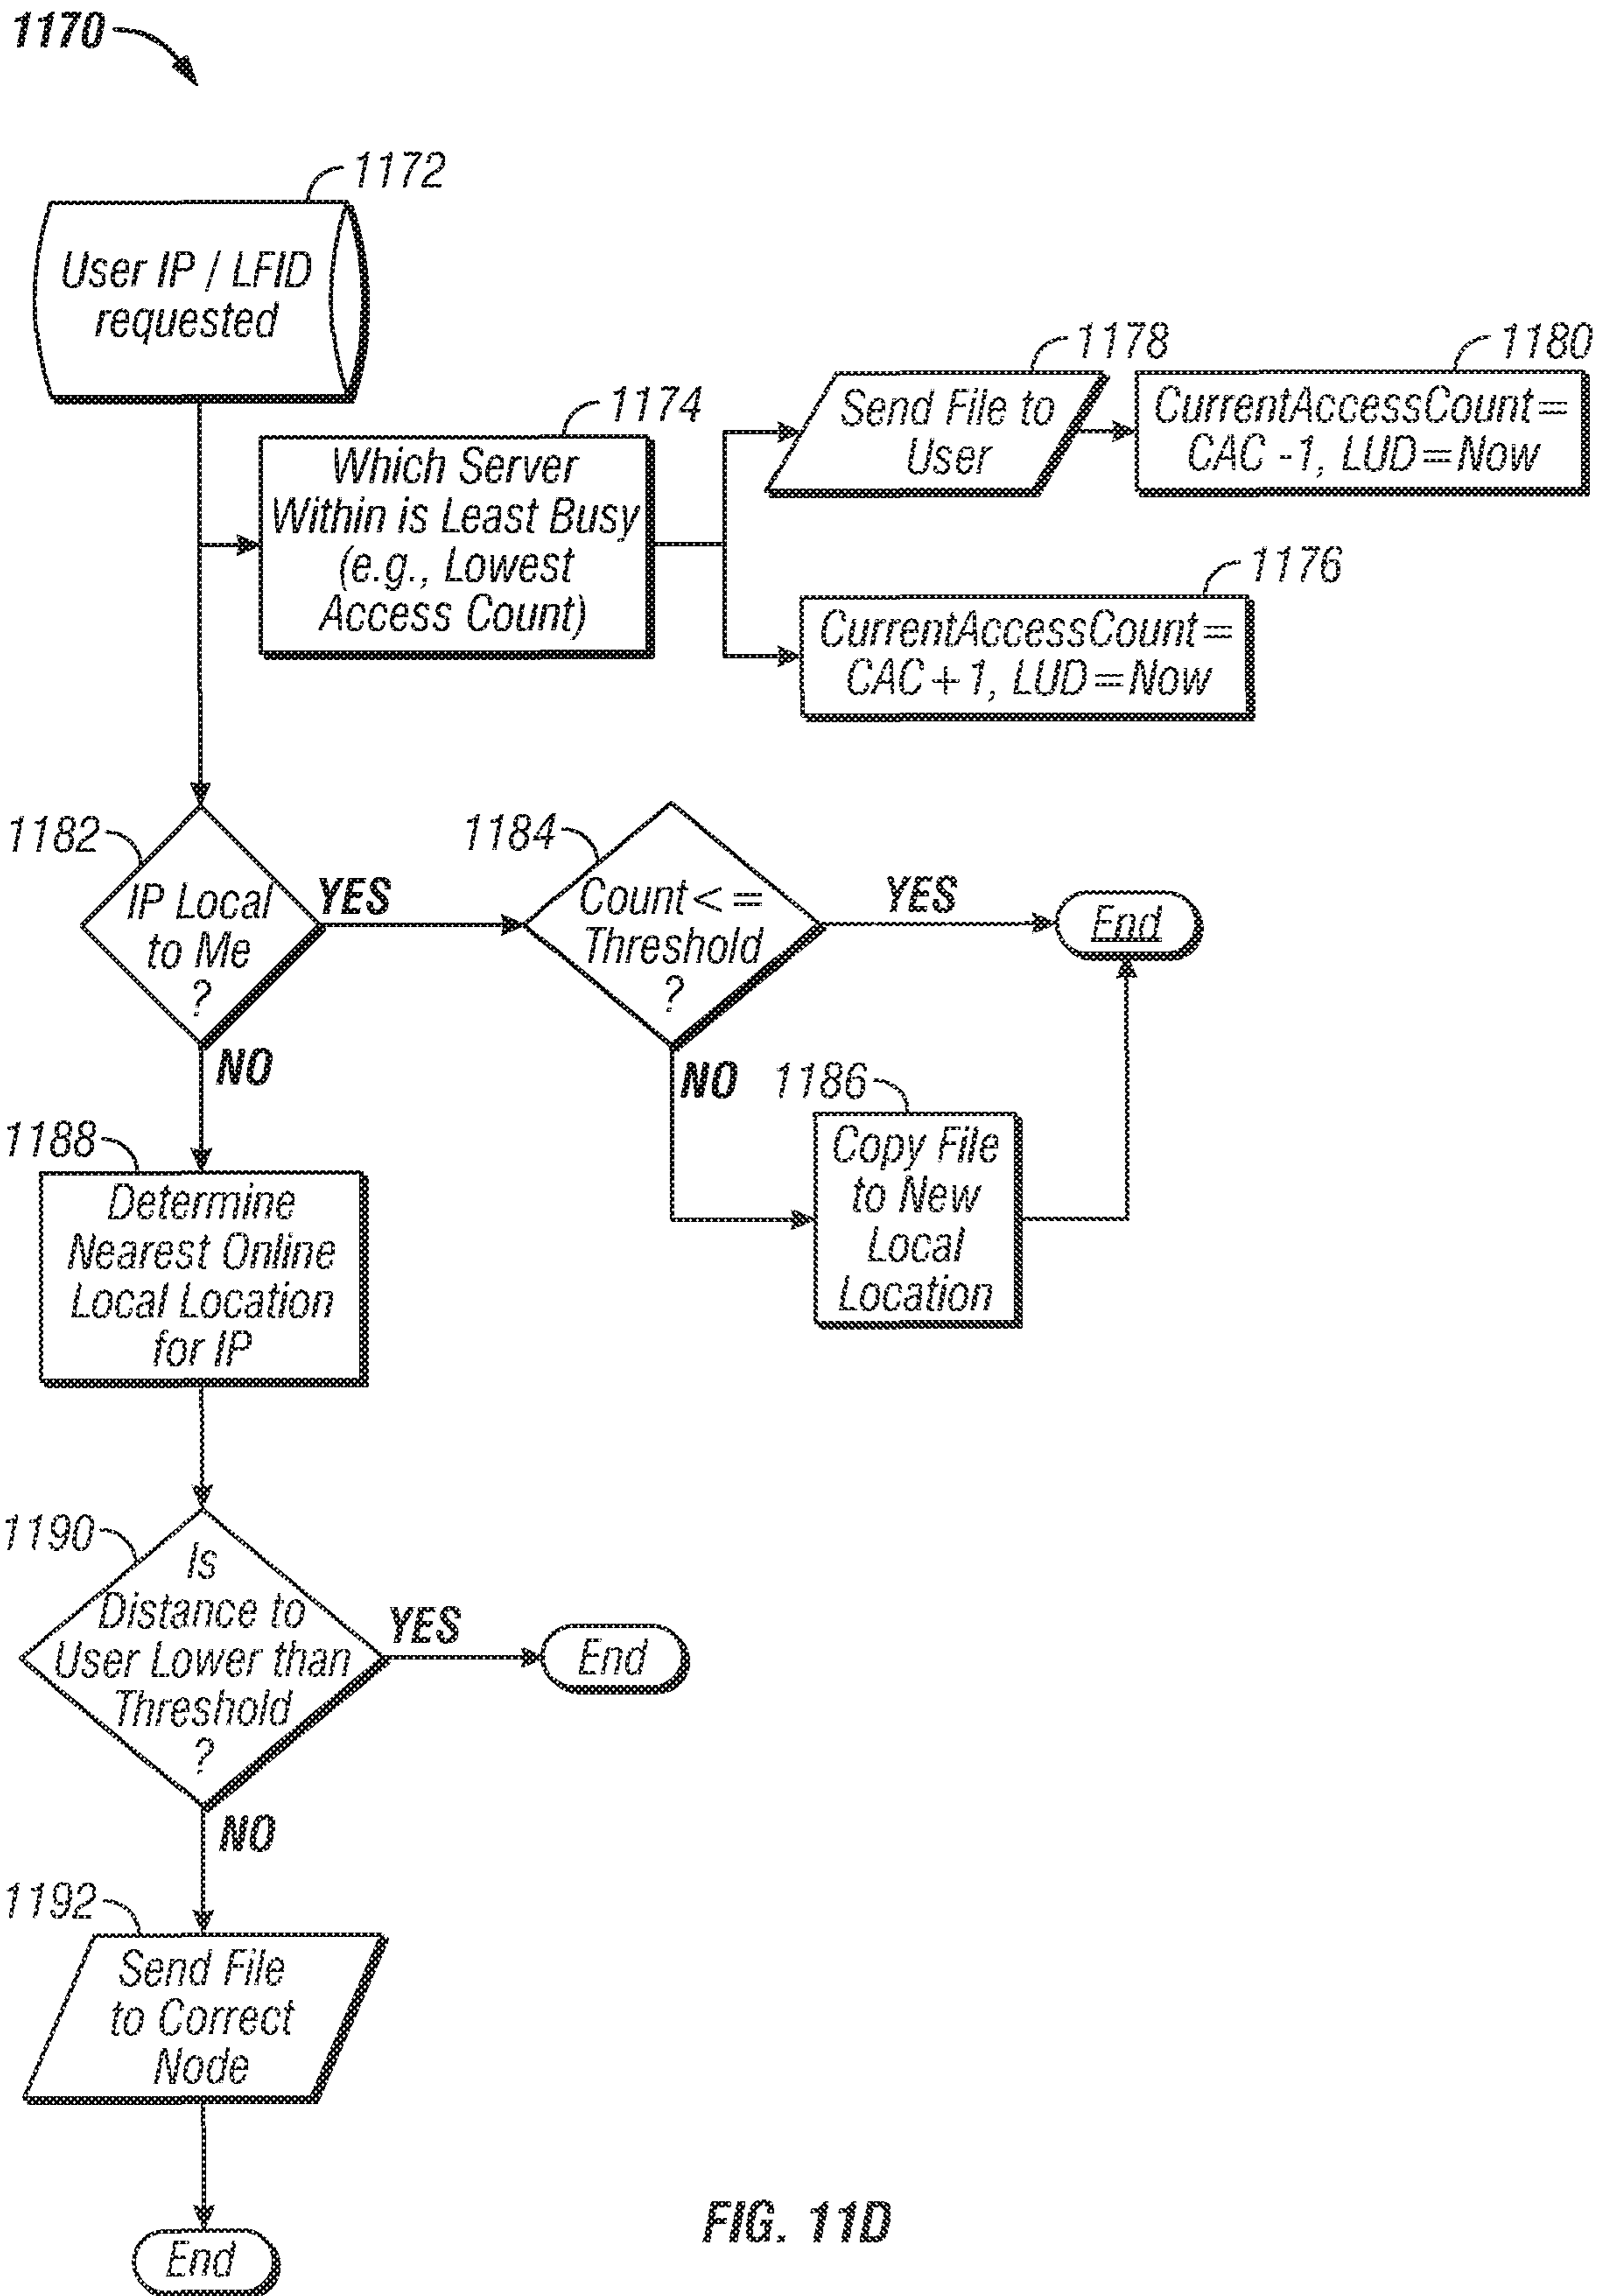 1170
1172
User IP / LFID
requested
1174
Which Server
Within is Least Busy
(e.g., Lowest
Access Count)
1178
Send File to
User
1180
CurrentAccessCount=
CAC -1, LUD=Now
1176
CurrentAccessCount=
CAC+1, LUD=Now
1182
IP Local
to Me
?
YES
NO
1184
Count<=
Threshold
?
YES
End
NO
1186
Copy File
to New
Local
Location
1188
Determine
Nearest Online
Local Location
for IP
1190
Is
Distance to
User Lower than
Threshold
?
YES
End
NO
1192
Send File
to Correct
Node
End
FIG. 11D